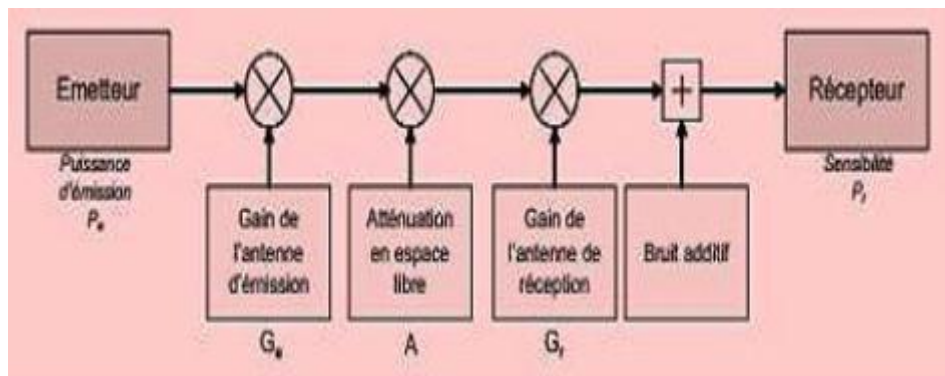 Emetteur
Puissance
d'émission
Pe
Gain de
l'antenne
d'émission
Ge
Atténuation
en espace
libre
A
Gain de
l'antenne de
réception
Gr
+
Bruit additif
Récepteur
Sensibilité
Pr